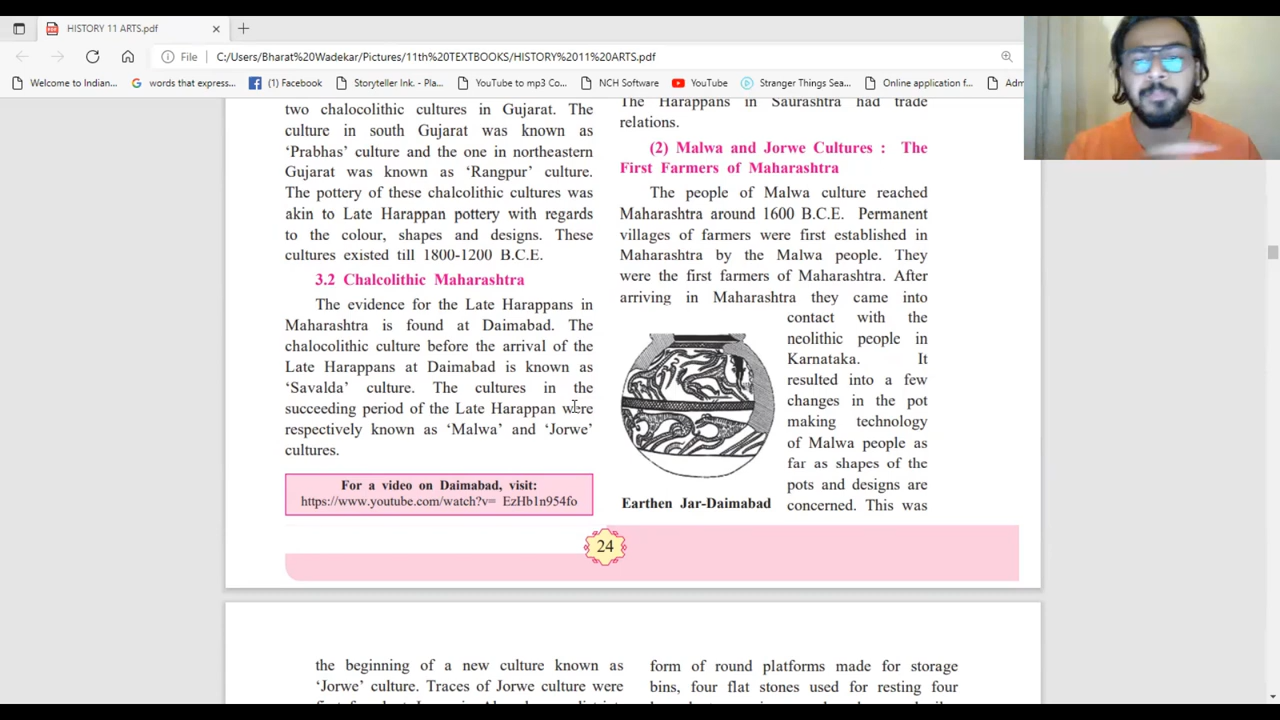 HISTORY 11 ARTS.pdf
File
C:/Users/Bharat%20Wadekar/Pictures/11th%20TEXTBOOKS/HISTORY%2011%20ARTS.pdf
Welcome to Indian...
words that express...
(1) Facebook
Storyteller Ink. - Pla...
YouTube to mp3 Co...
NCH Software
YouTube
Stranger Things Sea...
Online application f...
Adm
two chalocolithic cultures in Gujarat. The
culture in south Gujarat was known as
‘Prabhas’ culture and the one in northeastern
Gujarat was known as ‘Rangpur’ culture.
The pottery of these chalcolithic cultures was
akin to Late Harappan pottery with regards
to the colour, shapes and designs. These
cultures existed till 1800-1200 B.C.E.
3.2 Chalcolithic Maharashtra
The evidence for the Late Harappans in
Maharashtra is found at Daimabad. The
chalocolithic culture before the arrival of the
Late Harappans at Daimabad is known as
‘Savalda’ culture. The cultures in the
succeeding period of the Late Harappan were
respectively known as ‘Malwa’ and ‘Jorwe’
cultures.
For a video on Daimabad, visit:
https://www.youtube.com/watch?v= EzHb1n954fo
The Harappans in Saurashtra had trade
relations.
(2) Malwa and Jorwe Cultures : The
First Farmers of Maharashtra
The people of Malwa culture reached
Maharashtra around 1600 B.C.E. Permanent
villages of farmers were first established in
Maharashtra by the Malwa people. They
were the first farmers of Maharashtra. After
arriving in Maharashtra they came into
contact with the
neolithic people in
Karnataka. It
resulted into a few
changes in the pot
making technology
of Malwa people as
far as shapes of the
pots and designs are
concerned. This was
Earthen Jar-Daimabad
24
the beginning of a new culture known as
‘Jorwe’ culture. Traces of Jorwe culture were
form of round platforms made for storage
bins, four flat stones used for resting four